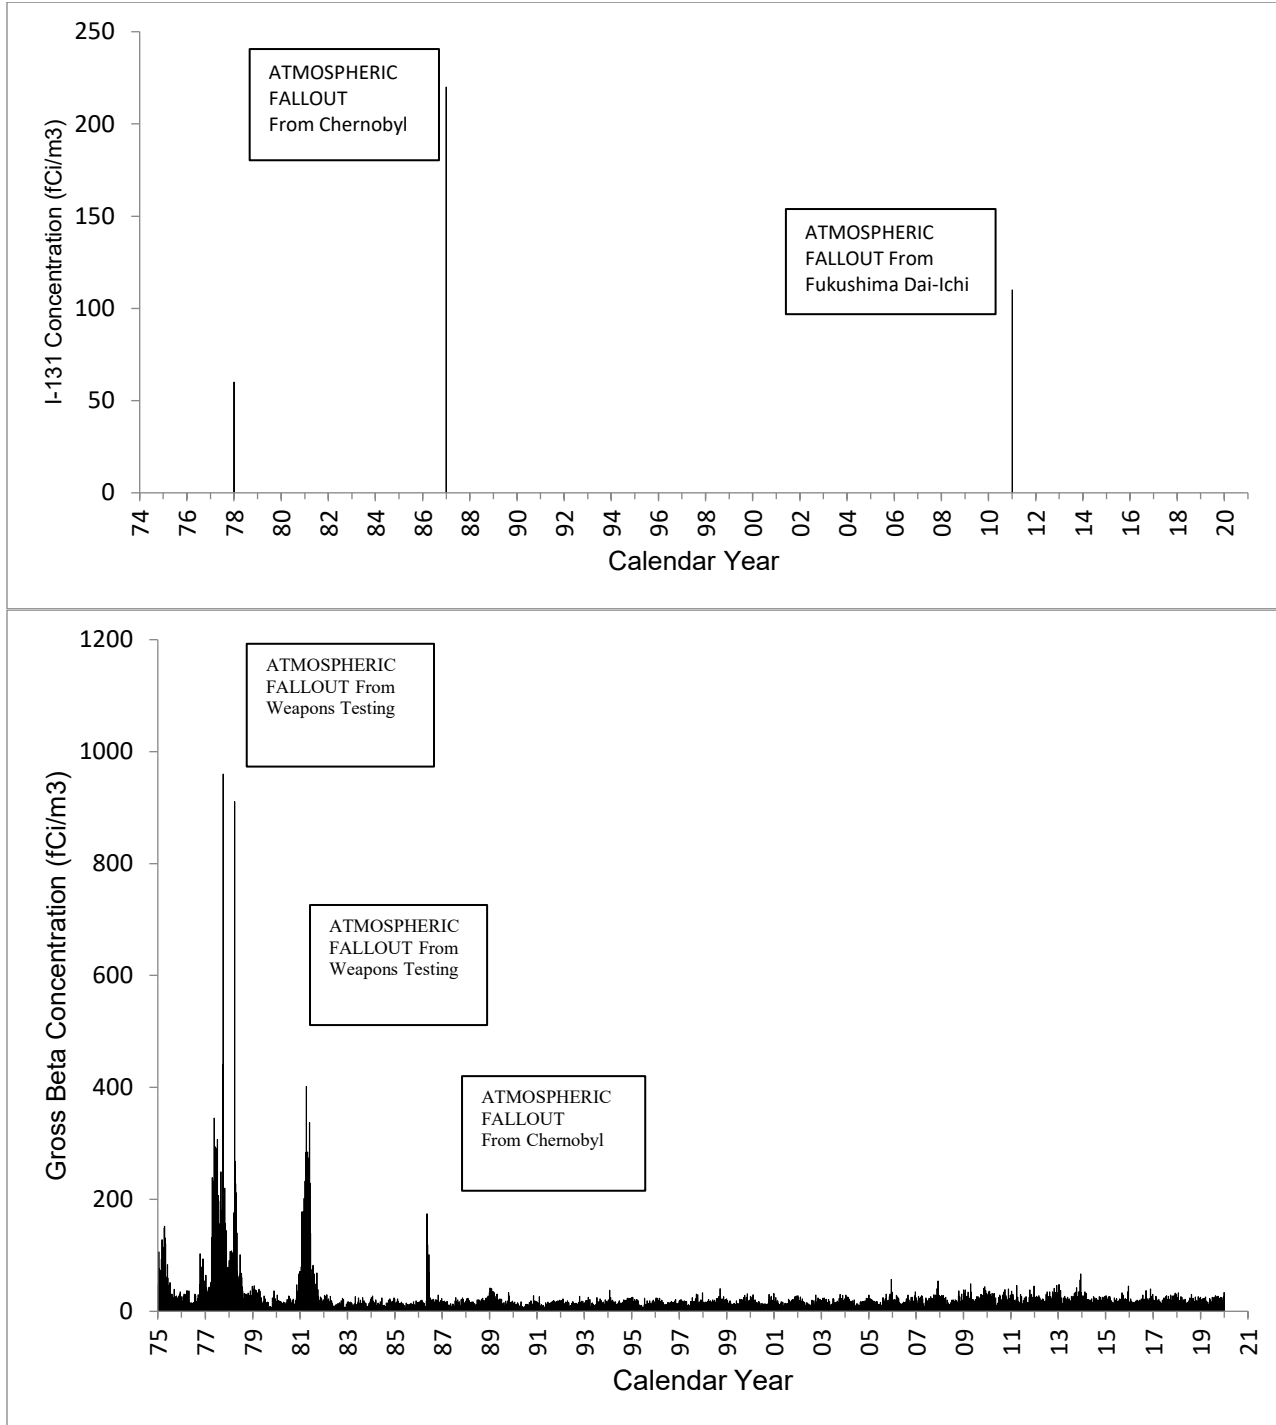 250
200
150
100
50
0
I-131 Concentration (fCi/m3)
ATMOSPHERIC
FALLOUT
From Chernobyl
ATMOSPHERIC
FALLOUT From
Fukushima Dai-Ichi
74 76 78 80 82 84 86 88 90 92 94 96 98 00 02 04 06 08 10 12 14 16 18 20
Calendar Year
1200
1000
800
600
400
200
0
Gross Beta Concentration (fCi/m3)
ATMOSPHERIC
FALLOUT From
Weapons Testing
ATMOSPHERIC
FALLOUT From
Weapons Testing
ATMOSPHERIC
FALLOUT
From Chernobyl
75 77 79 81 83 85 87 89 91 93 95 97 99 01 03 05 07 09 11 13 15 17 19 21
Calendar Year